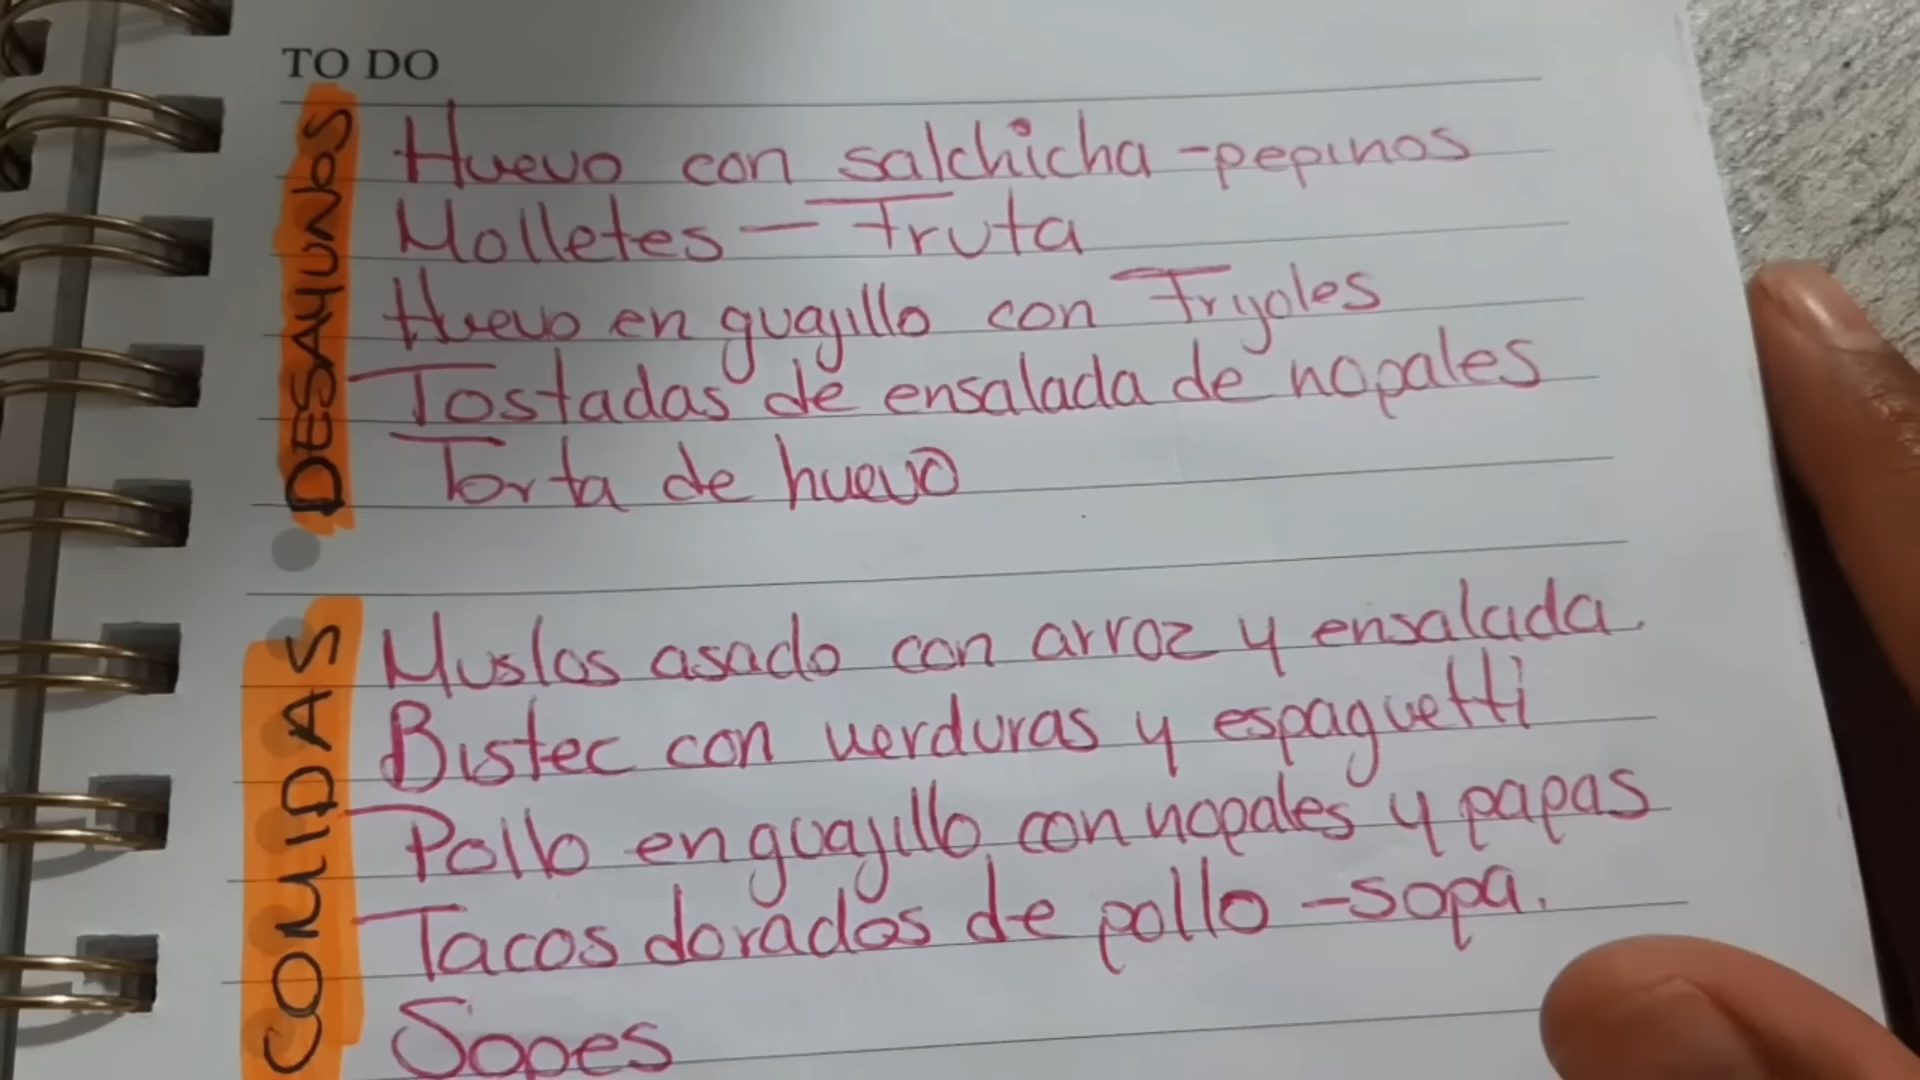 TO DO
DESAYUNOS
Huevo con salchicha - pepinos
Molletes - Fruta
Huevo en guajillo con Frijoles
Tostadas de ensalada de nopales
Torta de huevo
COMIDAS
Muslos asado con arroz y ensalada.
Bistec con verduras y espaguetti
Pollo en guajillo con nopales y papas
Tacos dorados de pollo - sopa.
Sopes